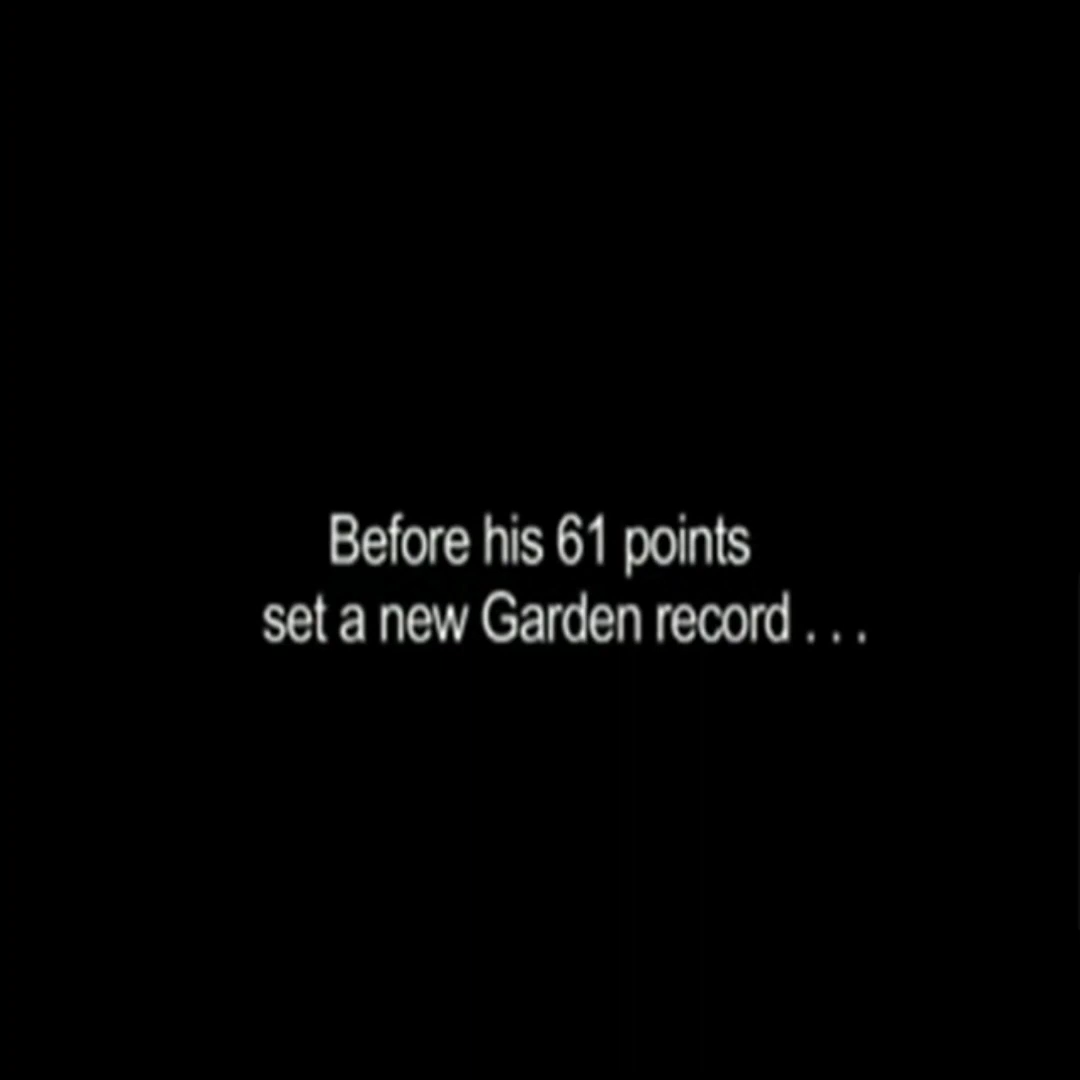 Before his 61 points
set a new Garden record . . .